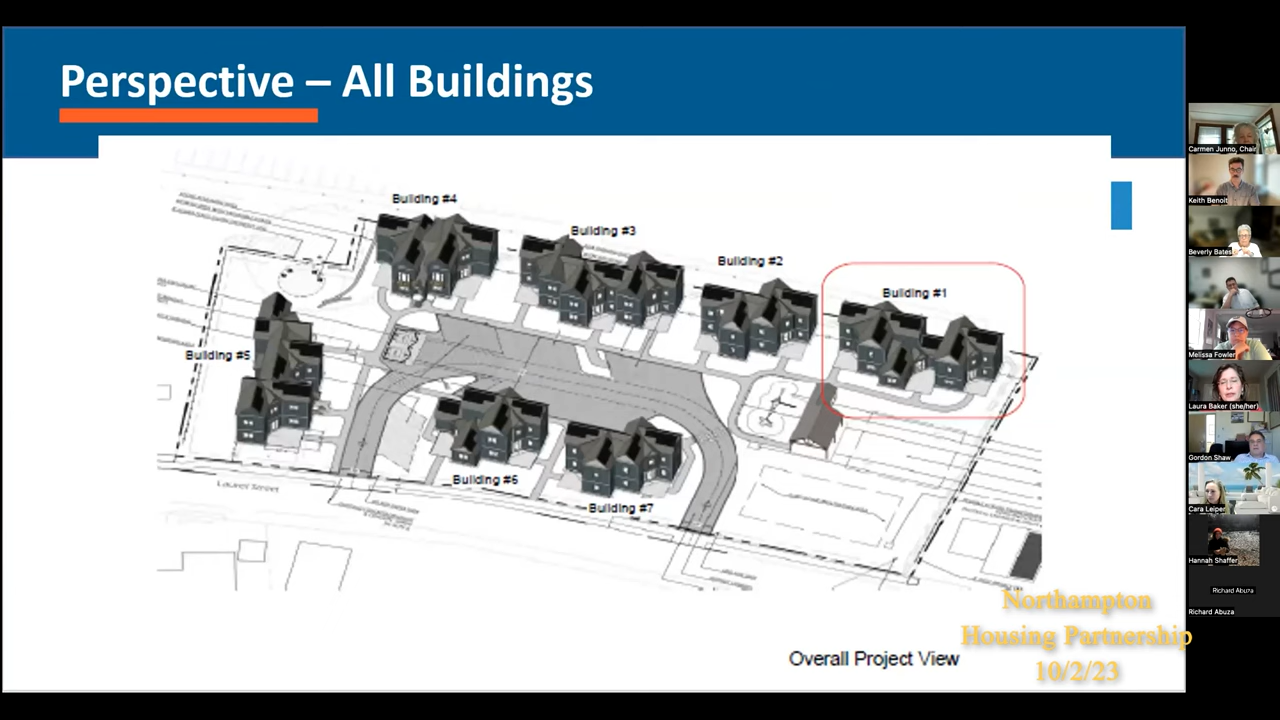 Perspective – All Buildings
Building #4
Building #3
Building #2
Building #1
Building #5
Building #6
Building #7
Laurel Street
Overall Project View
Northampton
Housing Partnership
10/2/23
Carmen Junno, Chair
Keith Benoit
Beverly Bates
Melissa Fowler
Laura Baker (she/her)
Gordon Shaw
Cara Leiper
Hannah Shaffer
Richard Abuza
Richard Abuza